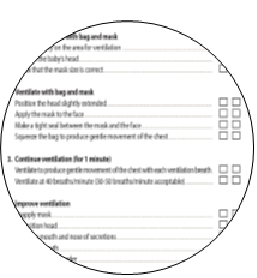 with bag and mask
on the area for ventilation
the baby's head
that the mask size is correct
Ventilate with bag and mask
Position the head slightly extended
Apply the mask to the face
Make a tight seal between the mask and the face
Squeeze the bag to produce gentle movement of the chest
3. Continue ventilation (for 1 minute)
Ventilate to produce gentle movement of the chest with each ventilation breath
Ventilate at 40 breaths/minute (30-50 breaths/minute acceptable)
Improve ventilation
mouth and nose of secretions